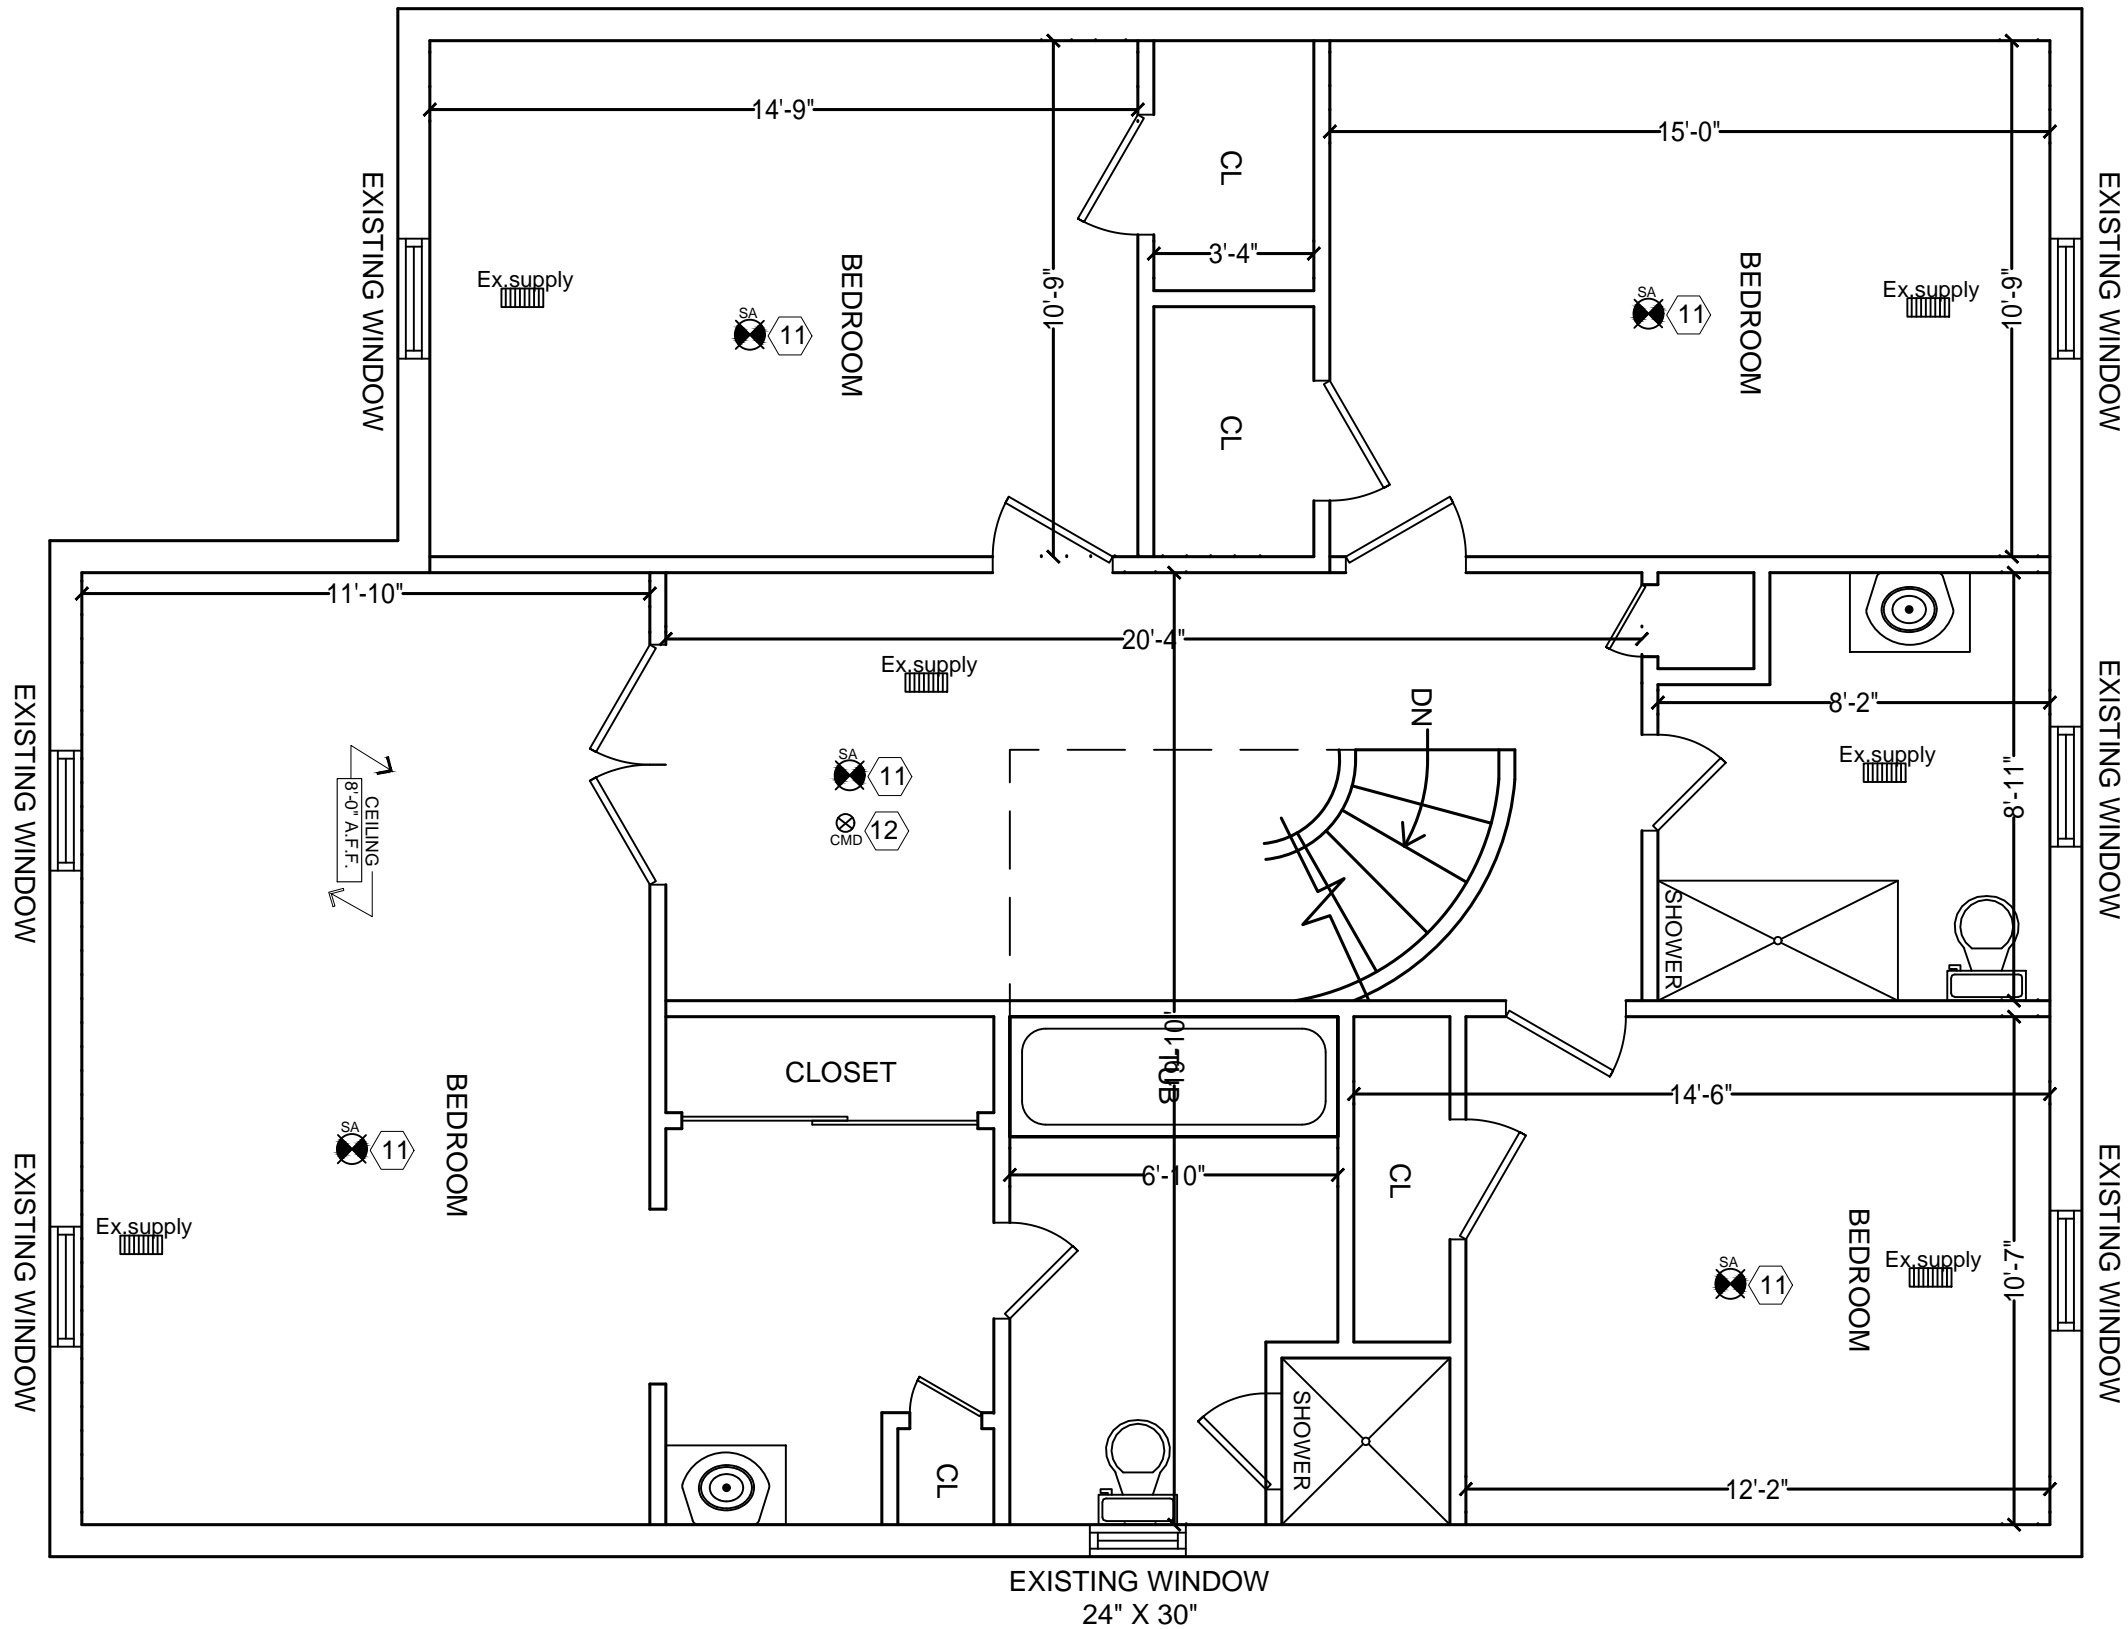 14'-9"
15'-0"
CL
3'-4"
EXISTING WINDOW
Ex.supply
SA
11
BEDROOM
10'-9"
SA
11
BEDROOM
Ex.supply
10'-9"
EXISTING WINDOW
CL
11'-10"
20'-4"
Ex.supply
DN
8'-2"
Ex.supply
8'-11"
EXISTING WINDOW
EXISTING WINDOW
CEILING
8'-0" A.F.F.
SA
11
CMD
12
SHOWER
CLOSET
TUB
14'-6"
6'-10"
CL
BEDROOM
SA
11
Ex.supply
EXISTING WINDOW
BEDROOM
SA
11
Ex.supply
10'-7"
EXISTING WINDOW
SHOWER
CL
12'-2"
EXISTING WINDOW
24" X 30"